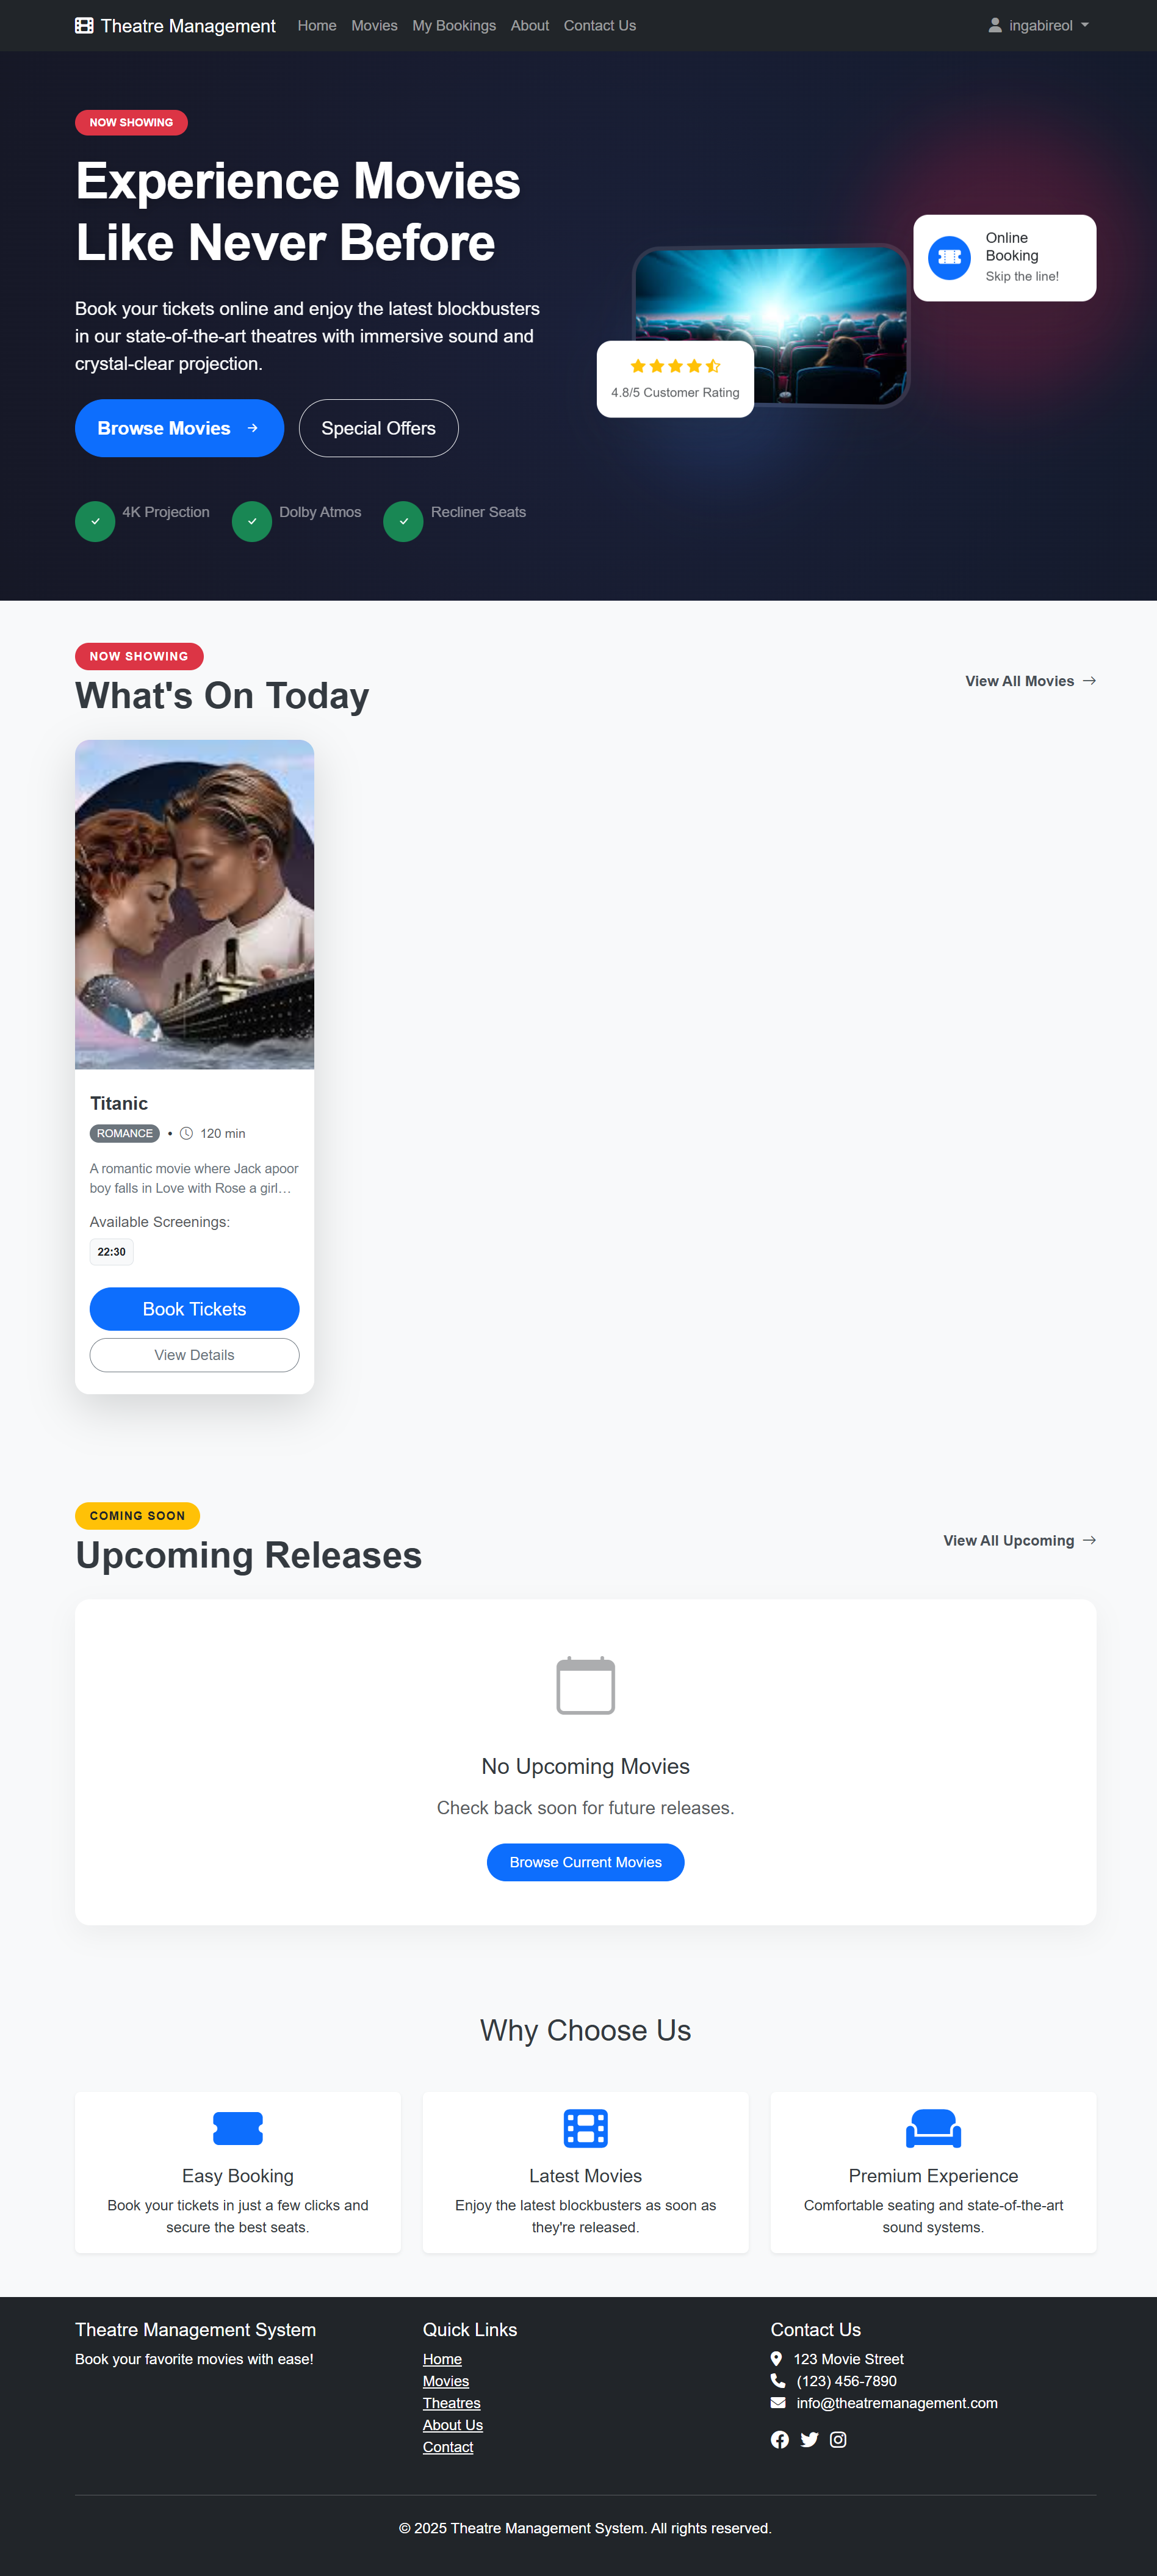 Theatre Management
Home
Movies
My Bookings
About
Contact Us
ingabireol
NOW SHOWING
Experience Movies
Like Never Before
Book your tickets online and enjoy the latest blockbusters
in our state-of-the-art theatres with immersive sound and
crystal-clear projection.
Browse Movies
Special Offers
4K Projection
Dolby Atmos
Recliner Seats
Online
Booking
Skip the line!
4.8/5 Customer Rating
NOW SHOWING
What's On Today
View All Movies
Titanic
ROMANCE • 120 min
A romantic movie where Jack apoor
boy falls in Love with Rose a girl…
Available Screenings:
22:30
Book Tickets
View Details
COMING SOON
Upcoming Releases
View All Upcoming
No Upcoming Movies
Check back soon for future releases.
Browse Current Movies
Why Choose Us
Easy Booking
Book your tickets in just a few clicks and
secure the best seats.
Latest Movies
Enjoy the latest blockbusters as soon as
they're released.
Premium Experience
Comfortable seating and state-of-the-art
sound systems.
Theatre Management System
Book your favorite movies with ease!
Quick Links
Home
Movies
Theatres
About Us
Contact
Contact Us
123 Movie Street
(123) 456-7890
info@theatremanagement.com
© 2025 Theatre Management System. All rights reserved.